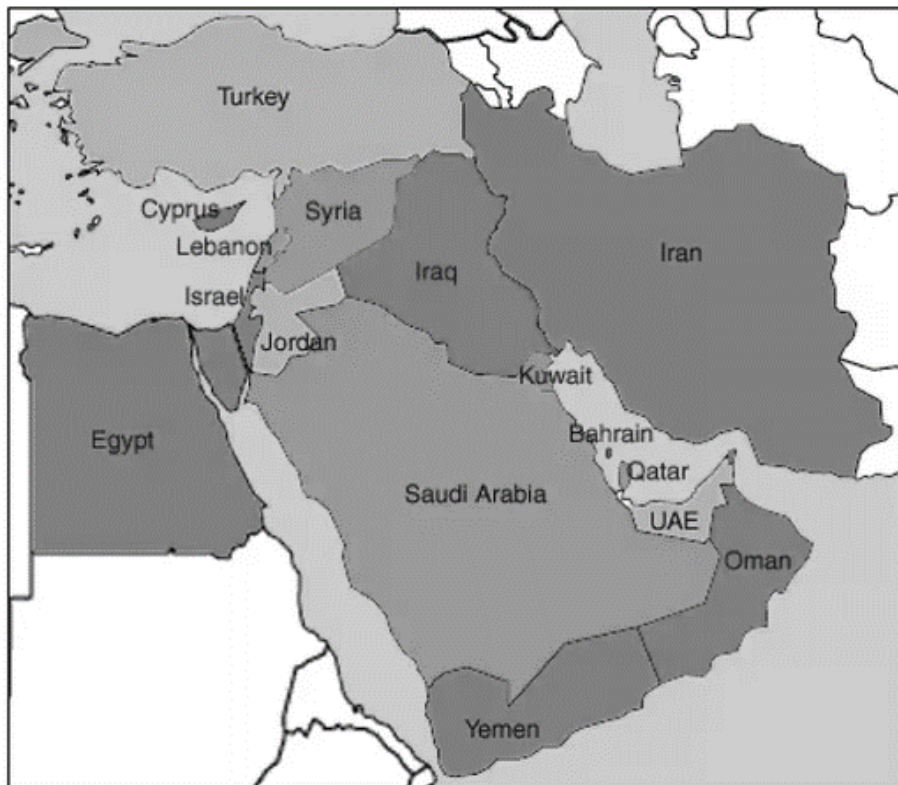 Turkey
Cyprus
Syria
Lebanon
Iraq
Iran
Israel
Jordan
Kuwait
Egypt
Bahrain
Qatar
Saudi Arabia
UAE
Oman
Yemen